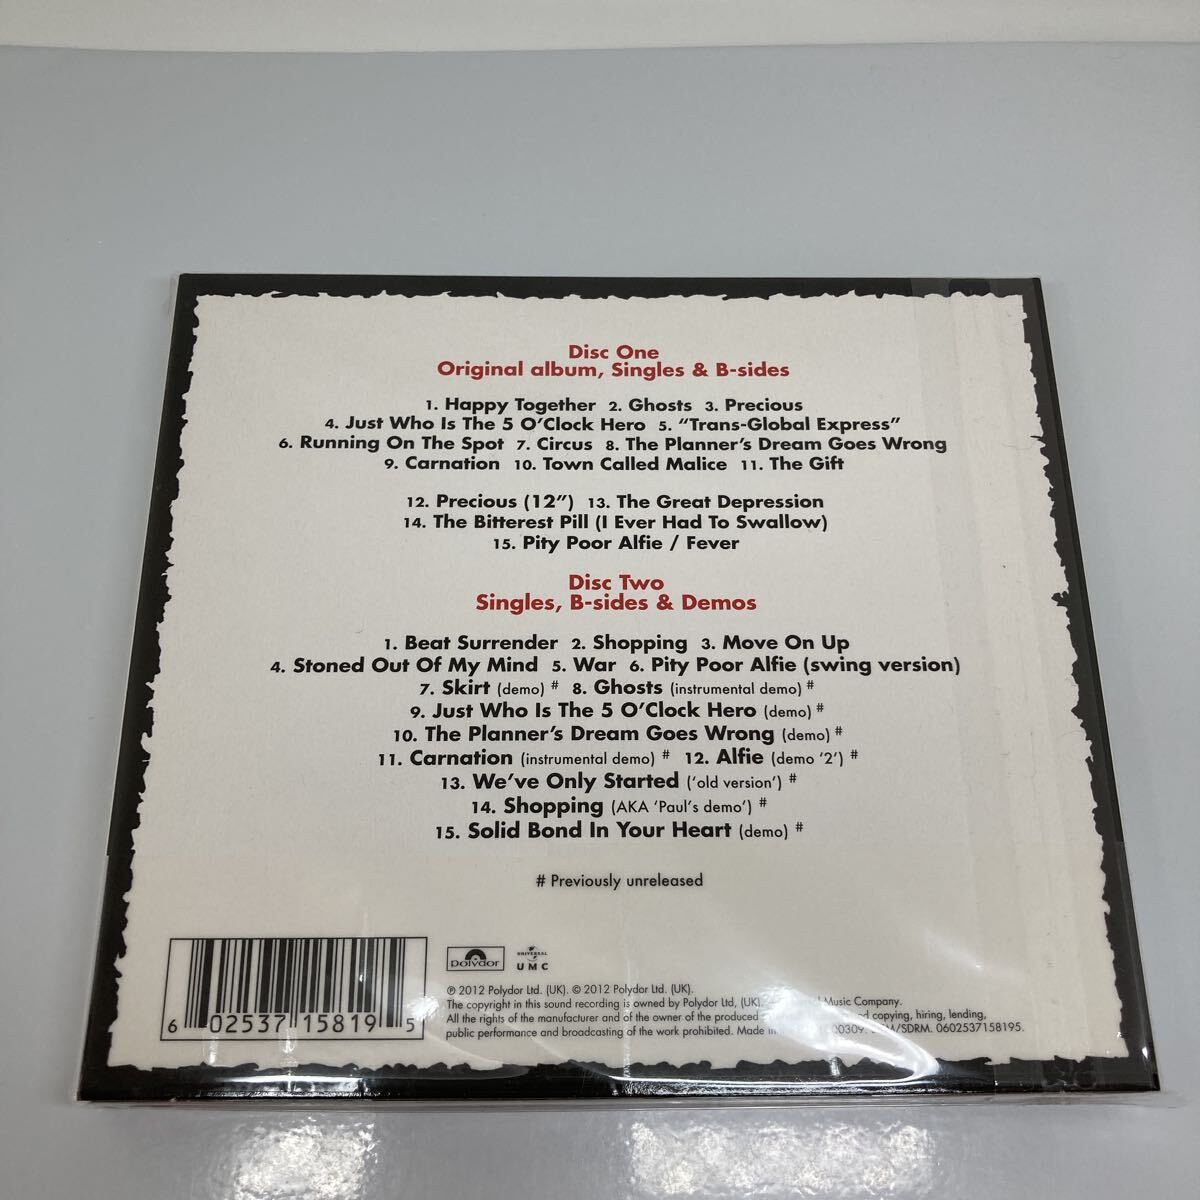 Disc One
Original album, Singles & B-sides
1. Happy Together 2. Ghosts 3. Precious
4. Just Who Is The 5 O'Clock Hero 5. "Trans-Global Express"
6. Running On The Spot 7. Circus 8. The Planner's Dream Goes Wrong
9. Carnation 10. Town Called Malice 11. The Gift
12. Precious (12") 13. The Great Depression
14. The Bitterest Pill (I Ever Had To Swallow)
15. Pity Poor Alfie / Fever
Disc Two
Singles, B-sides & Demos
1. Beat Surrender 2. Shopping 3. Move On Up
4. Stoned Out Of My Mind 5. War 6. Pity Poor Alfie (swing version)
7. Skirt (demo) # 8. Ghosts (instrumental demo) #
9. Just Who Is The 5 O'Clock Hero (demo) #
10. The Planner's Dream Goes Wrong (demo) #
11. Carnation (instrumental demo) # 12. Alfie (demo '2') #
13. We've Only Started ('old version') #
14. Shopping (AKA 'Paul's demo') #
15. Solid Bond In Your Heart (demo) #
# Previously unreleased
Polydor
UNIVERSAL
UMC
℗ 2012 Polydor Ltd. (UK). © 2012 Polydor Ltd. (UK).
The copyright in this sound recording is owned by Polydor Ltd, (UK). Music Company.
All the rights of the manufacturer and of the owner of the produced copying, hiring, lending,
public performance and broadcasting of the work prohibited. Made in /SDRM. 0602537158195.
6 02537 15819 5